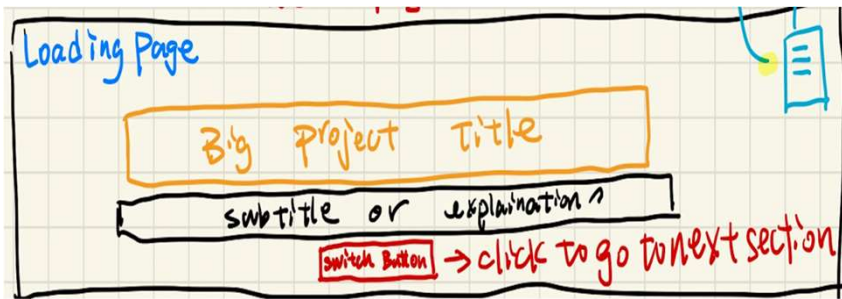 Loading Page
Big Project Title
subtitle or explaination
switch Button → click to go to next section